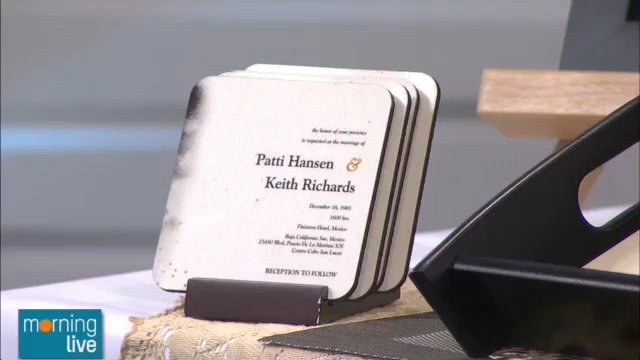 the honor of your presence
is requested at the marriage of
Patti Hansen &
Keith Richards
December 18, 1983
1600 hrs
Finisterra Hotel, Mexico
Baja California Sur, Mexico
23450 Blvd, Puerto De La Marinia S/N
Centro Cabo San Lucas
RECEPTION TO FOLLOW
morning
live